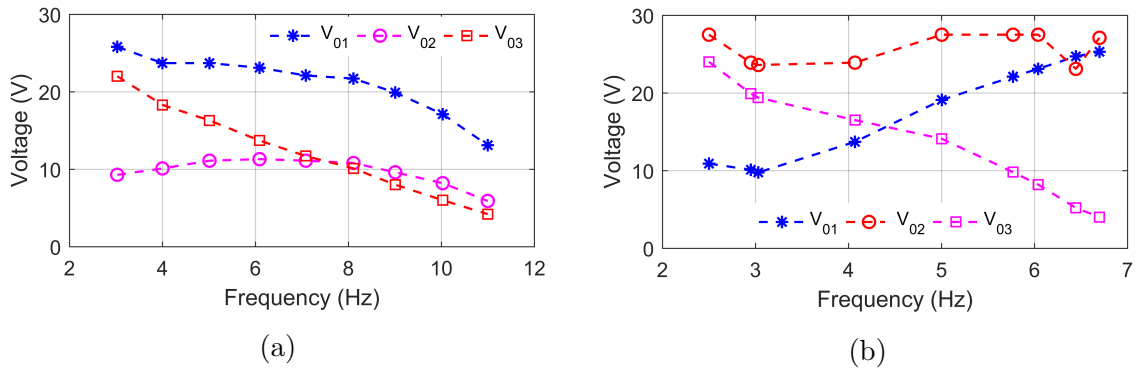 30
20
10
0
Voltage (V)
V01 V02 V03
2 4 6 8 10 12
Frequency (Hz)
(a)
30
20
10
0
Voltage (V)
V01 V02 V03
2 3 4 5 6 7
Frequency (Hz)
(b)